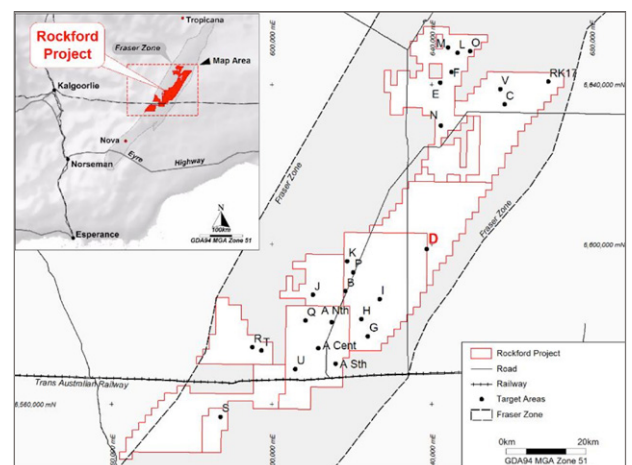 Tropicana
Fraser Zone
Rockford
Project
Map Area
Kalgoorlie
Nova
Eyre
Highway
Norseman
Esperance
N
100km
GDA94 MGA Zone 51
600,000 mE
640,000 mE
680,000 mE
M
L
O
F
E
V
RK17
C
6,640,000 mN
N
Fraser Zone
Fraser Zone
D
6,600,000 mN
K
P
B
J
I
Q
A Nth
H
G
R
T
A Cent
U
A Sth
Trans Australian Railway
6,560,000 mN
S
Rockford Project
Road
Railway
Target Areas
Fraser Zone
0km
20km
GDA94 MGA Zone 51